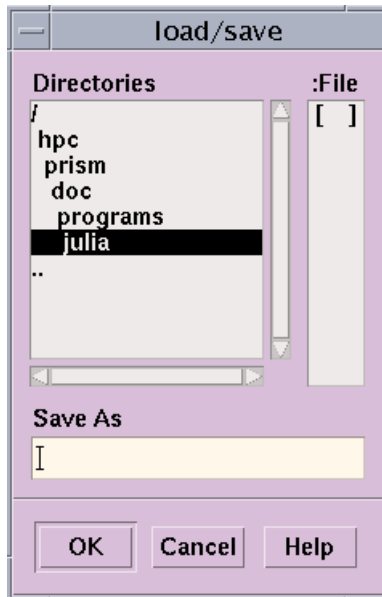 load/save
Directories
:File
/
hpc
prism
doc
programs
julia
..
[ ]
Save As
OK
Cancel
Help